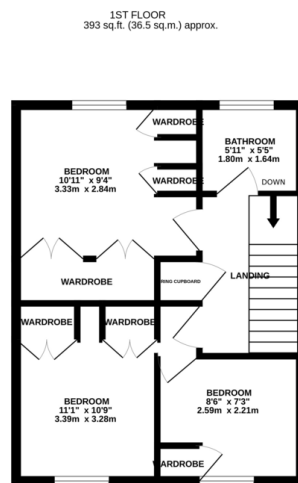 1ST FLOOR
393 sq.ft. (36.5 sq.m.) approx.
WARDROBE
BATHROOM
5'11" x 5'5"
1.80m x 1.64m
BEDROOM
10'11" x 9'4"
3.33m x 2.84m
WARDROBE
DOWN
WARDROBE
RING CUPBOARD
LANDING
WARDROBE
WARDROBE
BEDROOM
11'1" x 10'9"
3.39m x 3.28m
BEDROOM
8'6" x 7'3"
2.59m x 2.21m
WARDROBE